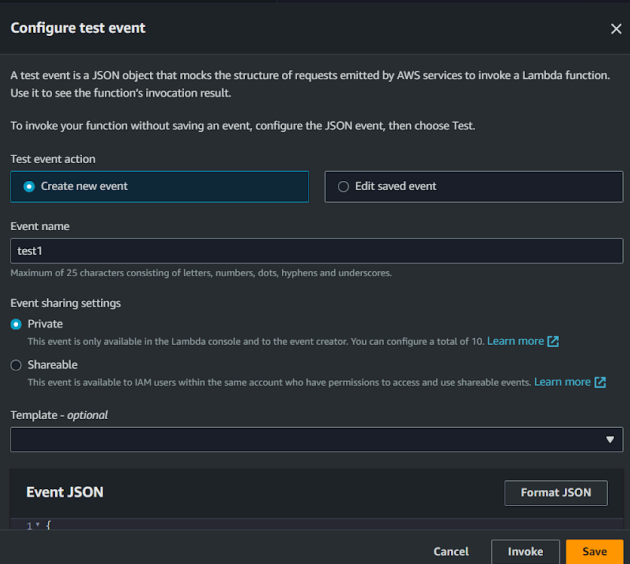 Configure test event
A test event is a JSON object that mocks the structure of requests emitted by AWS services to invoke a Lambda function.
Use it to see the function's invocation result.
To invoke your function without saving an event, configure the JSON event, then choose Test.
Test event action
Create new event
Edit saved event
Event name
test1
Maximum of 25 characters consisting of letters, numbers, dots, hyphens and underscores.
Event sharing settings
Private
This event is only available in the Lambda console and to the event creator. You can configure a total of 10. Learn more
Shareable
This event is available to IAM users within the same account who have permissions to access and use shareable events. Learn more
Template - optional
Event JSON
Format JSON
1 {
Cancel
Invoke
Save